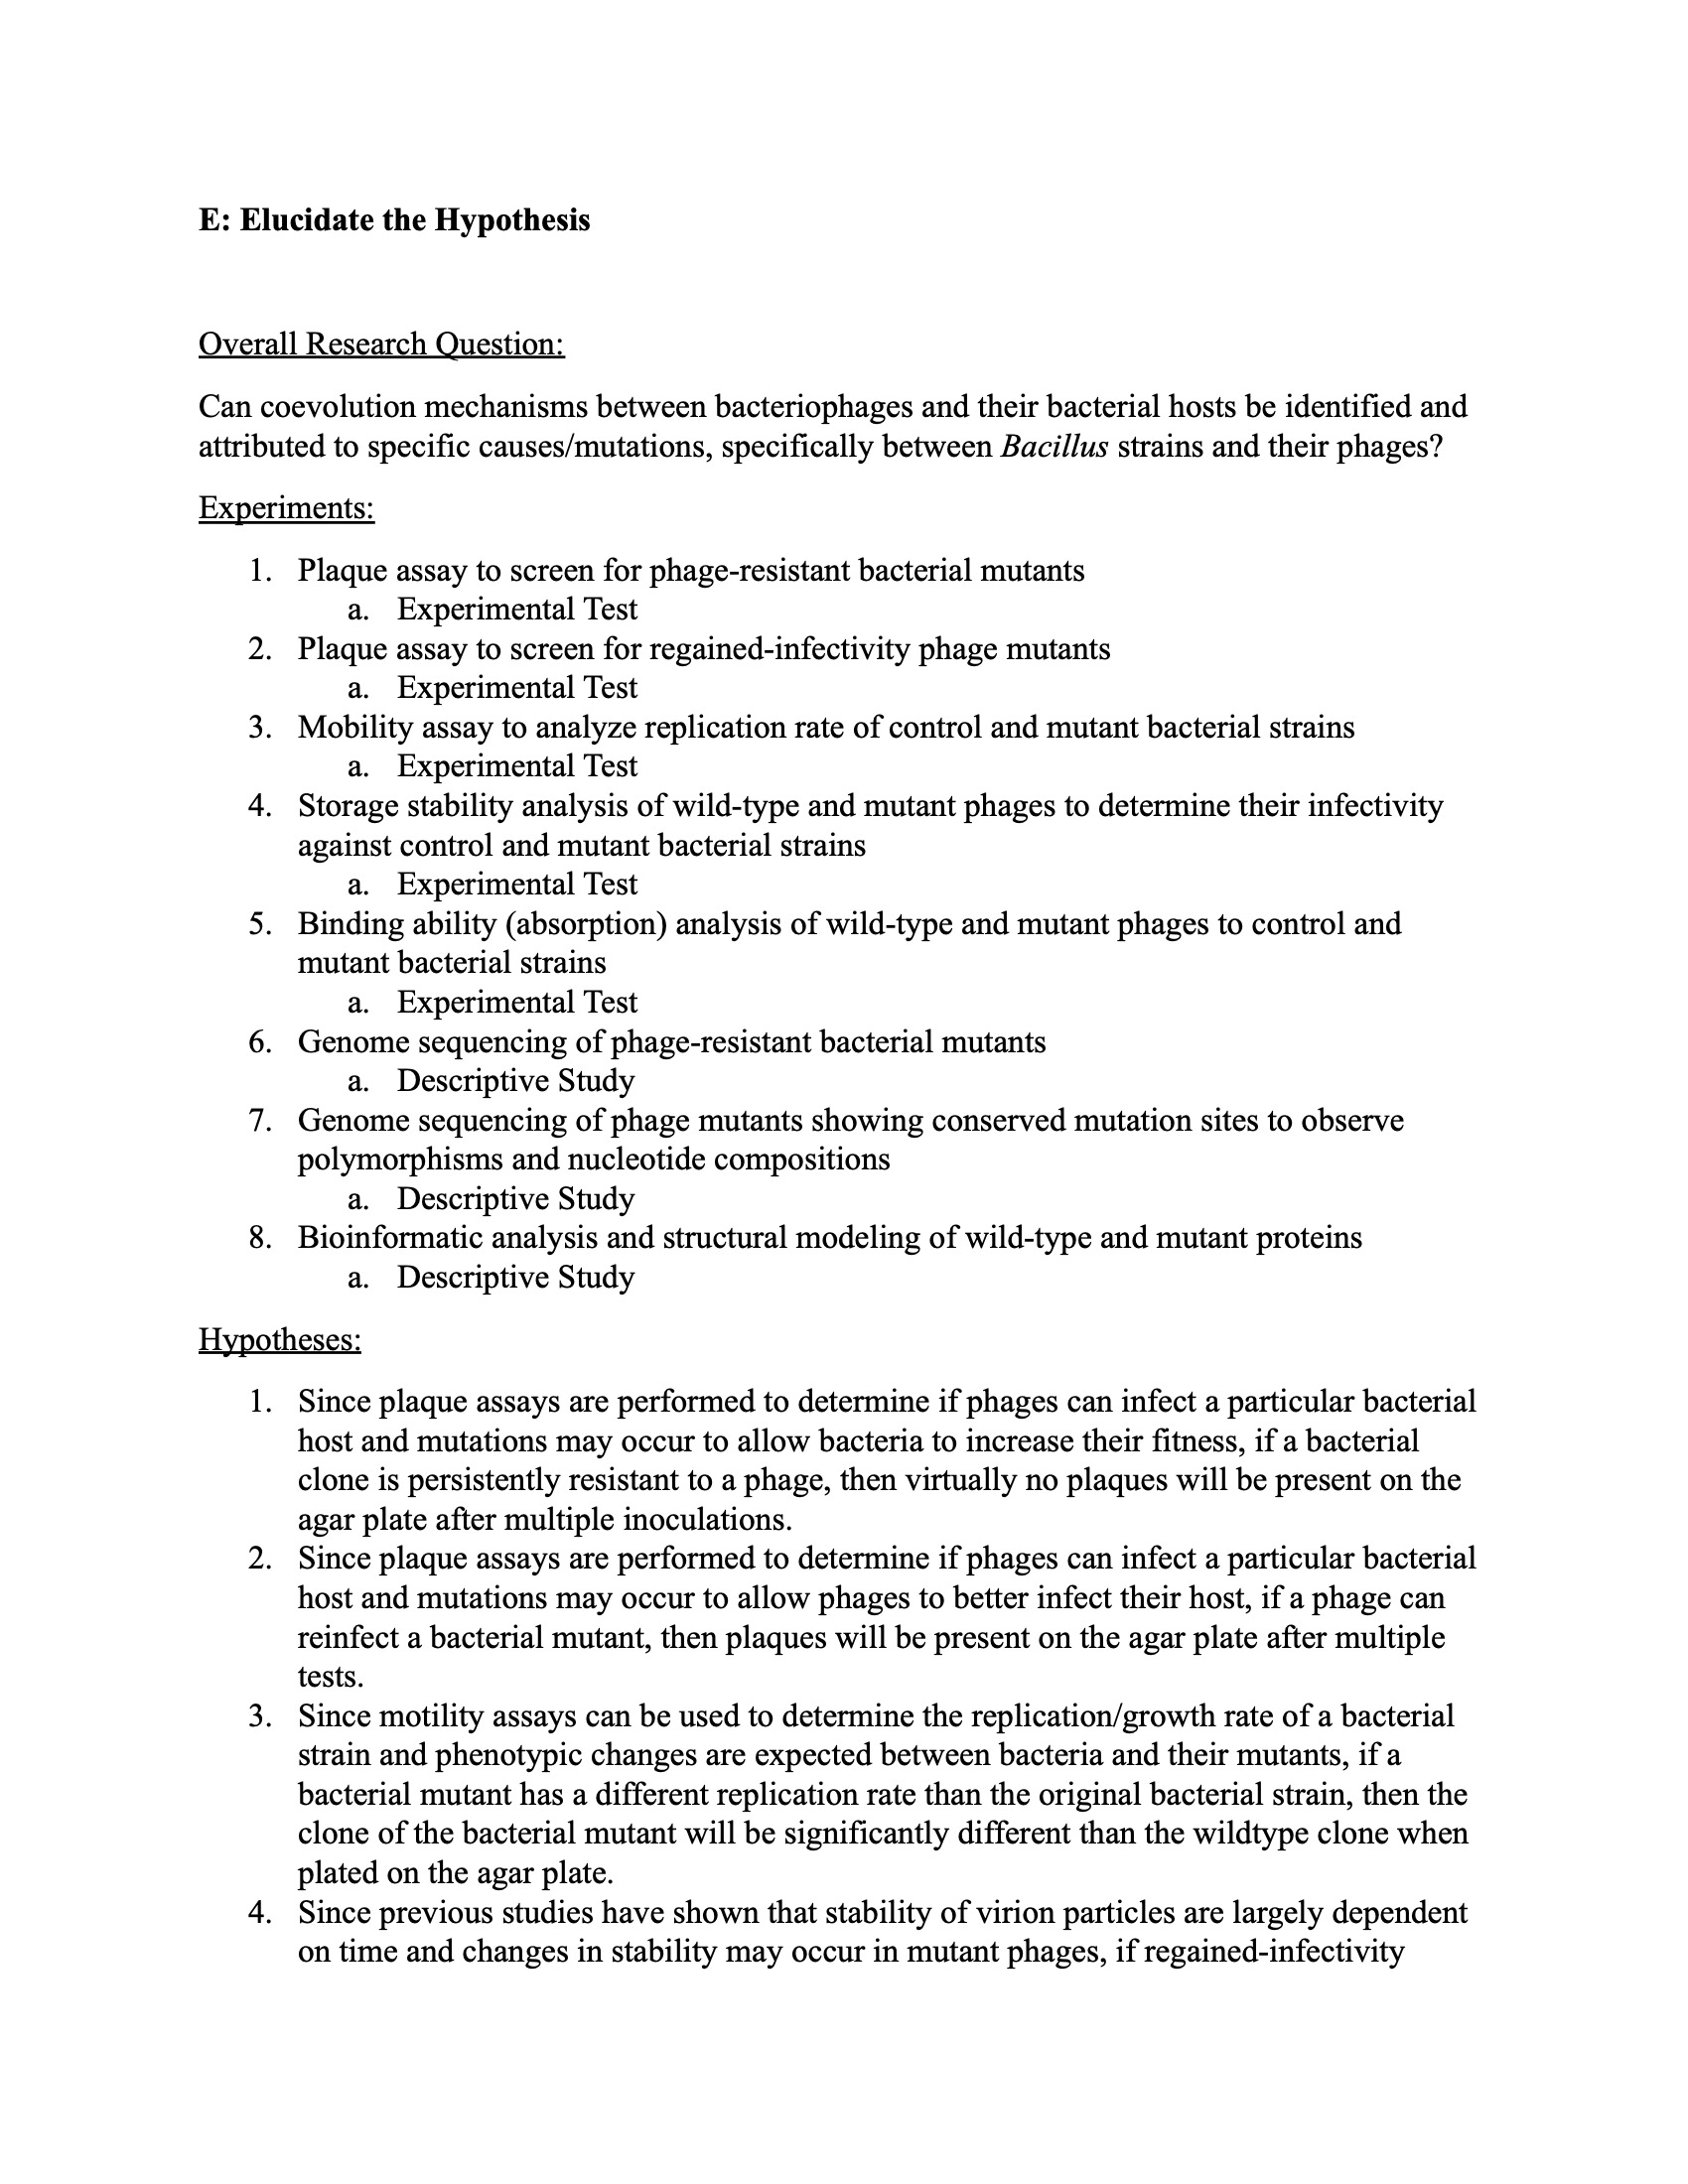 E: Elucidate the Hypothesis
Overall Research Question:
Can coevolution mechanisms between bacteriophages and their bacterial hosts be identified and
attributed to specific causes/mutations, specifically between Bacillus strains and their phages?
Experiments:
1. Plaque assay to screen for phage-resistant bacterial mutants
a. Experimental Test
2. Plaque assay to screen for regained-infectivity phage mutants
a. Experimental Test
3. Mobility assay to analyze replication rate of control and mutant bacterial strains
a. Experimental Test
4. Storage stability analysis of wild-type and mutant phages to determine their infectivity
against control and mutant bacterial strains
a. Experimental Test
5. Binding ability (absorption) analysis of wild-type and mutant phages to control and
mutant bacterial strains
a. Experimental Test
6. Genome sequencing of phage-resistant bacterial mutants
a. Descriptive Study
7. Genome sequencing of phage mutants showing conserved mutation sites to observe
polymorphisms and nucleotide compositions
a. Descriptive Study
8. Bioinformatic analysis and structural modeling of wild-type and mutant proteins
a. Descriptive Study
Hypotheses:
1. Since plaque assays are performed to determine if phages can infect a particular bacterial
host and mutations may occur to allow bacteria to increase their fitness, if a bacterial
clone is persistently resistant to a phage, then virtually no plaques will be present on the
agar plate after multiple inoculations.
2. Since plaque assays are performed to determine if phages can infect a particular bacterial
host and mutations may occur to allow phages to better infect their host, if a phage can
reinfect a bacterial mutant, then plaques will be present on the agar plate after multiple
tests.
3. Since motility assays can be used to determine the replication/growth rate of a bacterial
strain and phenotypic changes are expected between bacteria and their mutants, if a
bacterial mutant has a different replication rate than the original bacterial strain, then the
clone of the bacterial mutant will be significantly different than the wildtype clone when
plated on the agar plate.
4. Since previous studies have shown that stability of virion particles are largely dependent
on time and changes in stability may occur in mutant phages, if regained-infectivity